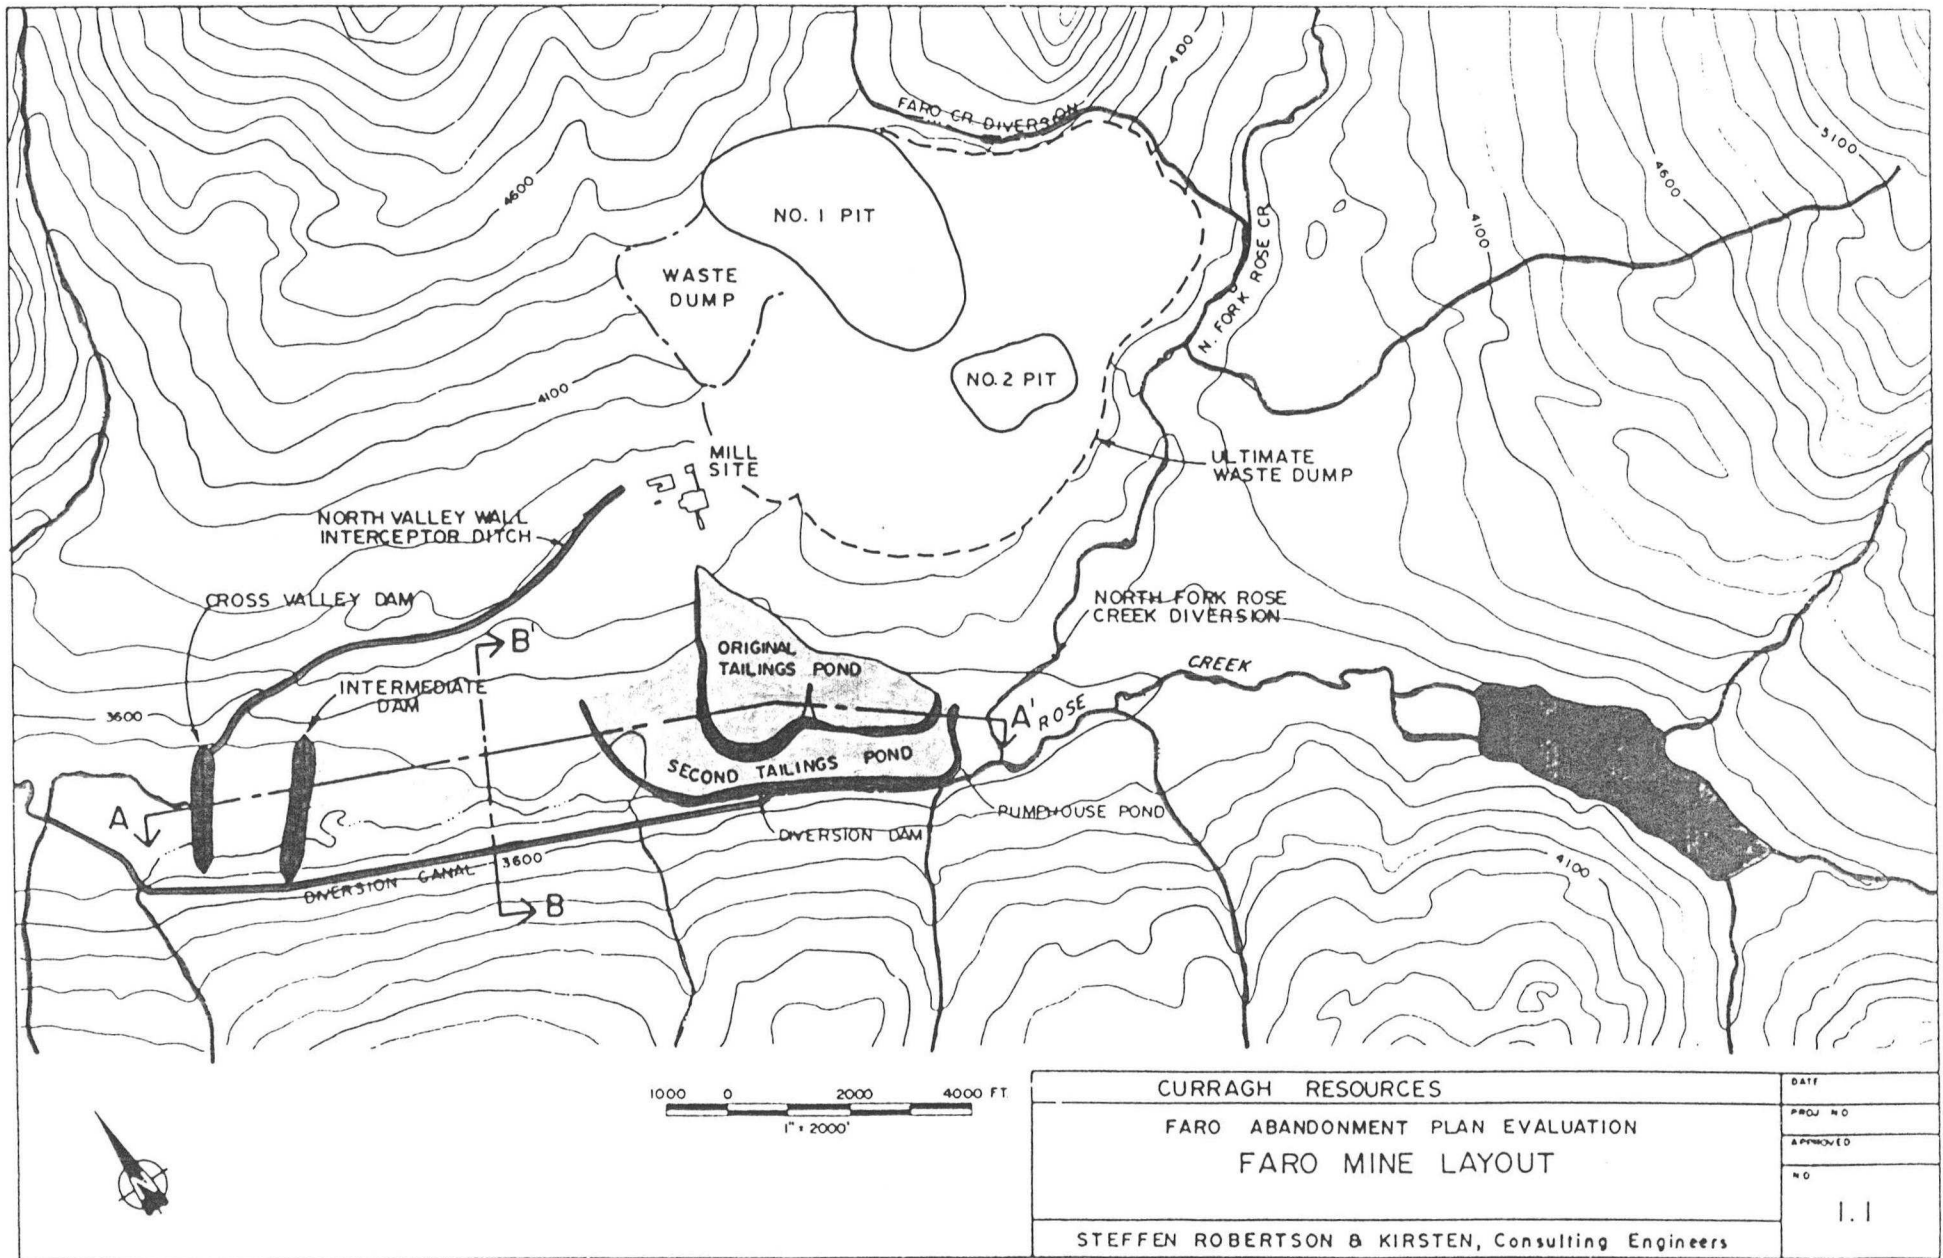 4100
FARO CR. DIVERSION
5100
4600
4600
NO. 1 PIT
4100
N. FORK ROSE CR.
WASTE
DUMP
NO. 2 PIT
4100
MILL
SITE
ULTIMATE
WASTE DUMP
NORTH VALLEY WALL
INTERCEPTOR DITCH
CROSS VALLEY DAM
NORTH FORK ROSE
CREEK DIVERSION
B'
ORIGINAL
TAILINGS POND
CREEK
INTERMEDIATE
DAM
3600
A'
ROSE
SECOND TAILINGS POND
A
PUMPHOUSE POND
DIVERSION DAM
3600
4100
DIVERSION CANAL
B
1000 0 2000 4000 FT.
1" = 2000'
N
CURRAGH RESOURCES
DATE
FARO ABANDONMENT PLAN EVALUATION
PROJ NO
FARO MINE LAYOUT
APPROVED
NO
1.1
STEFFEN ROBERTSON & KIRSTEN, Consulting Engineers